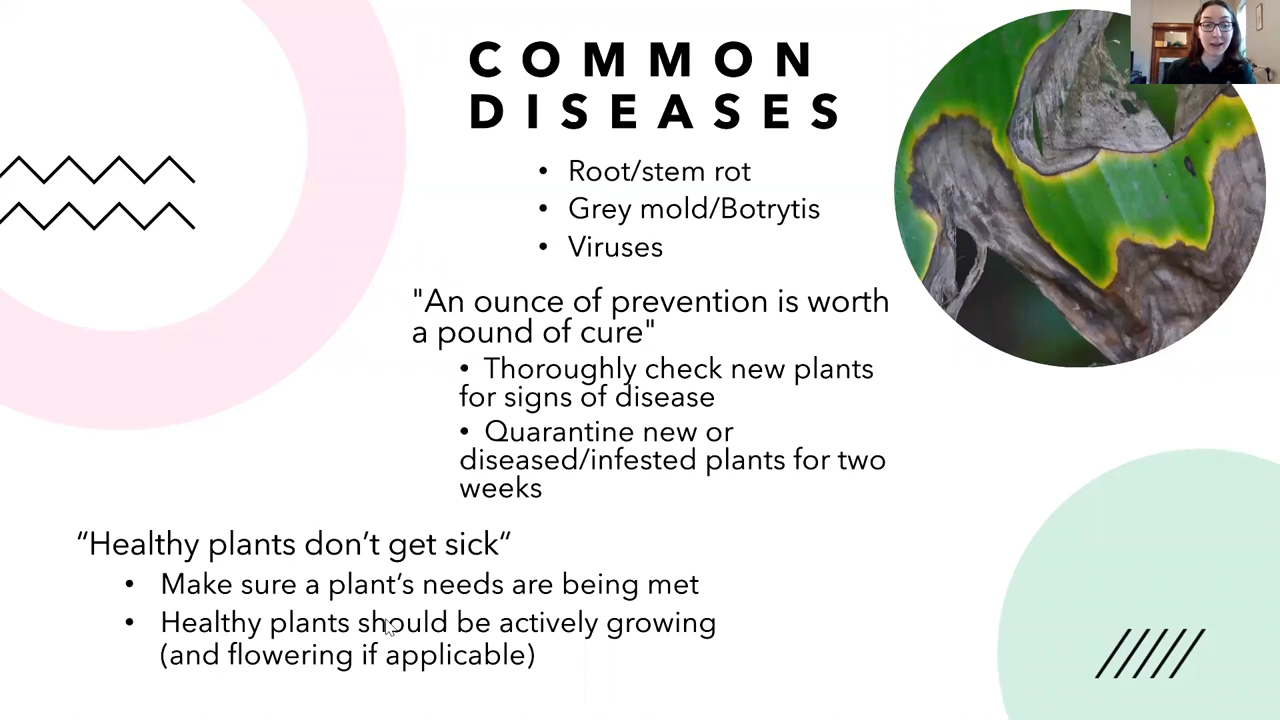 COMMON
DISEASES
• Root/stem rot
• Grey mold/Botrytis
• Viruses
"An ounce of prevention is worth
a pound of cure"
• Thoroughly check new plants
for signs of disease
• Quarantine new or
diseased/infested plants for two
weeks
“Healthy plants don’t get sick“
• Make sure a plant’s needs are being met
• Healthy plants should be actively growing
(and flowering if applicable)